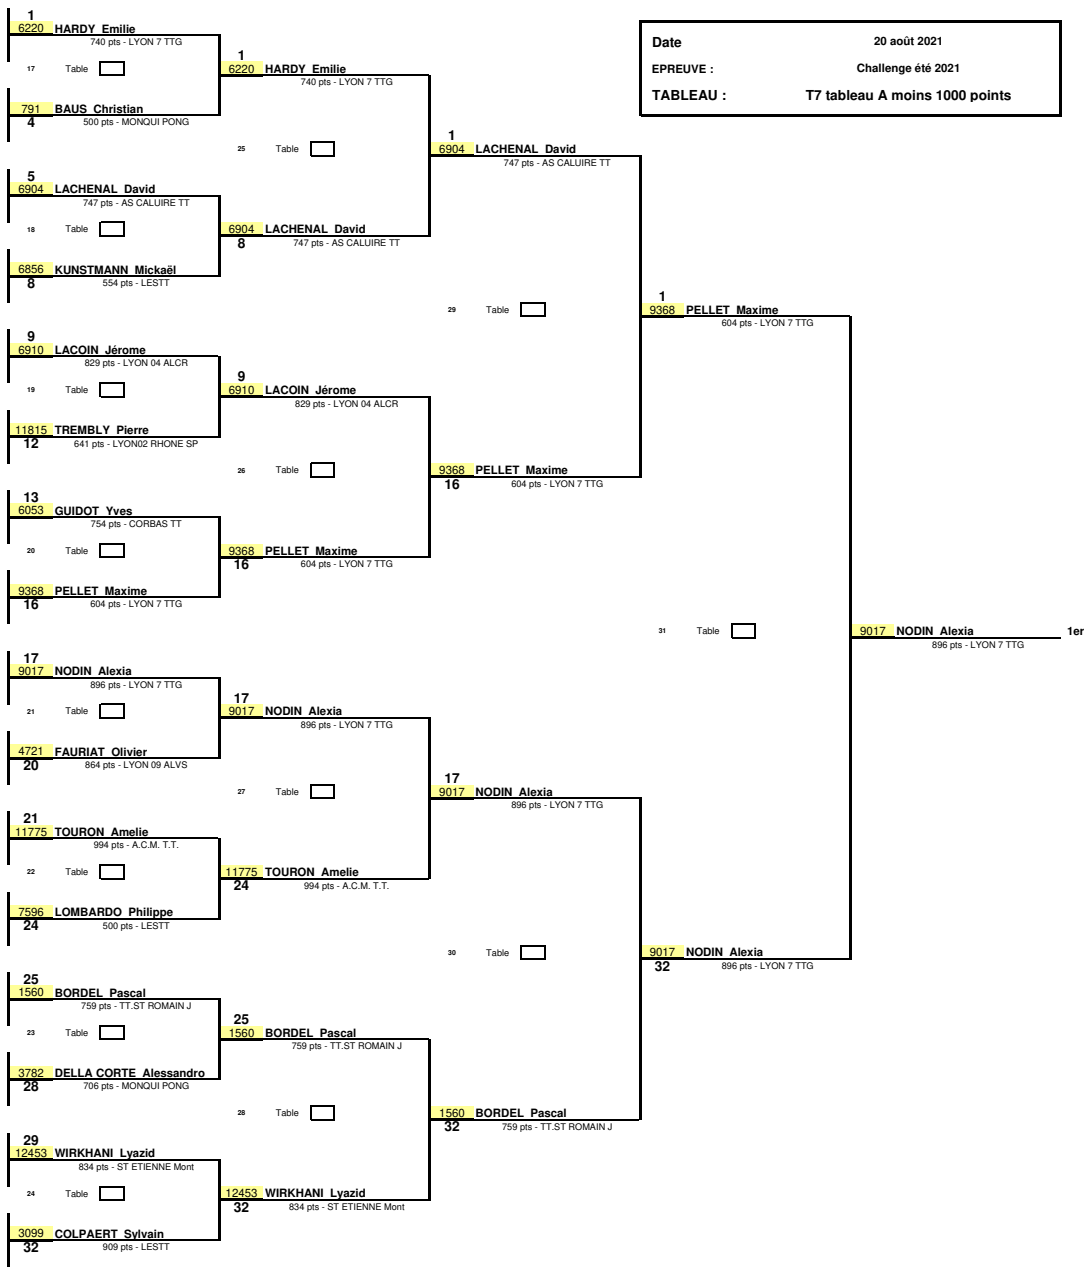 Date 20 août 2021
EPREUVE : Challenge été 2021
TABLEAU : T7 tableau A moins 1000 points
1
6220 HARDY Emilie
740 pts - LYON 7 TTG
17 Table
791 BAUS Christian
4 500 pts - MONQUI PONG
5
6904 LACHENAL David
747 pts - AS CALUIRE TT
18 Table
6856 KUNSTMANN Mickaël
8 554 pts - LESTT
9
6910 LACOIN Jérome
829 pts - LYON 04 ALCR
19 Table
11815 TREMBLY Pierre
12 641 pts - LYON02 RHONE SP
13
6053 GUIDOT Yves
754 pts - CORBAS TT
20 Table
9368 PELLET Maxime
16 604 pts - LYON 7 TTG
17
9017 NODIN Alexia
896 pts - LYON 7 TTG
21 Table
4721 FAURIAT Olivier
20 864 pts - LYON 09 ALVS
21
11775 TOURON Amelie
994 pts - A.C.M. T.T.
22 Table
7596 LOMBARDO Philippe
24 500 pts - LESTT
25
1560 BORDEL Pascal
759 pts - TT.ST ROMAIN J
23 Table
3782 DELLA CORTE Alessandro
28 706 pts - MONQUI PONG
29
12453 WIRKHANI Lyazid
834 pts - ST ETIENNE Mont
24 Table
3099 COLPAERT Sylvain
32 909 pts - LESTT
1
6220 HARDY Emilie
740 pts - LYON 7 TTG
25 Table
6904 LACHENAL David
8 747 pts - AS CALUIRE TT
9
6910 LACOIN Jérome
829 pts - LYON 04 ALCR
26 Table
9368 PELLET Maxime
16 604 pts - LYON 7 TTG
17
9017 NODIN Alexia
896 pts - LYON 7 TTG
27 Table
11775 TOURON Amelie
24 994 pts - A.C.M. T.T.
25
1560 BORDEL Pascal
759 pts - TT.ST ROMAIN J
28 Table
12453 WIRKHANI Lyazid
32 834 pts - ST ETIENNE Mont
1
6904 LACHENAL David
747 pts - AS CALUIRE TT
29 Table
9368 PELLET Maxime
16 604 pts - LYON 7 TTG
17
9017 NODIN Alexia
896 pts - LYON 7 TTG
30 Table
1560 BORDEL Pascal
32 759 pts - TT.ST ROMAIN J
1
9368 PELLET Maxime
604 pts - LYON 7 TTG
31 Table
9017 NODIN Alexia
32 896 pts - LYON 7 TTG
9017 NODIN Alexia 1er
896 pts - LYON 7 TTG